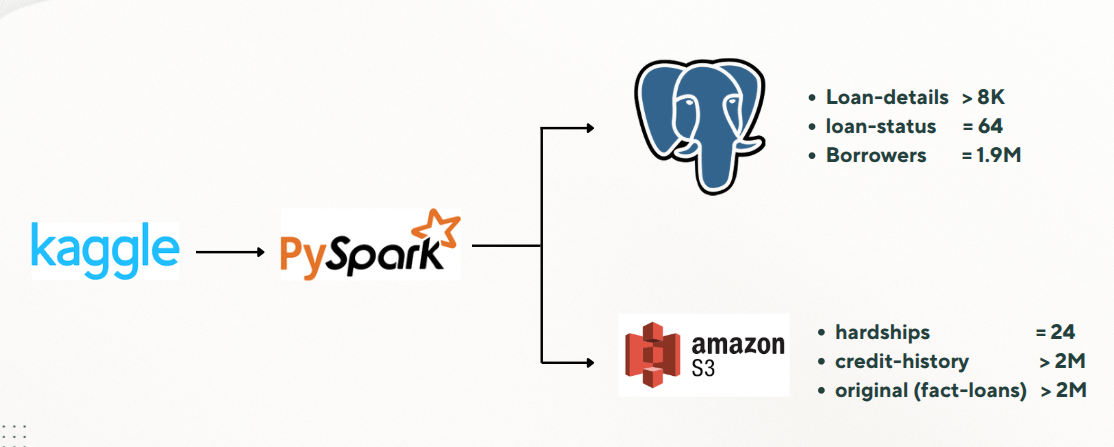 kaggle
PySpark
Loan-details > 8K
loan-status = 64
Borrowers = 1.9M
amazon
S3
hardships = 24
credit-history > 2M
original (fact-loans) > 2M